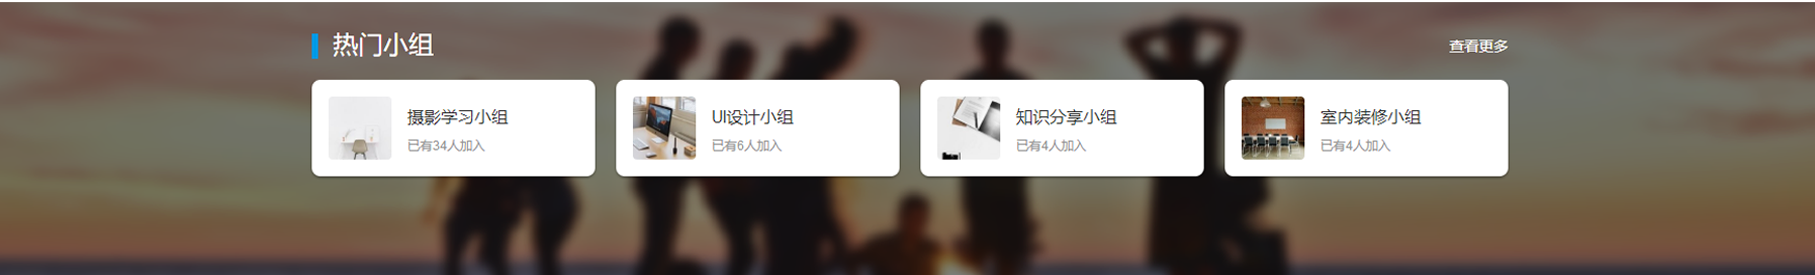 热门小组
查看更多
摄影学习小组
已有34人加入
UI设计小组
已有6人加入
知识分享小组
已有4人加入
室内装修小组
已有4人加入